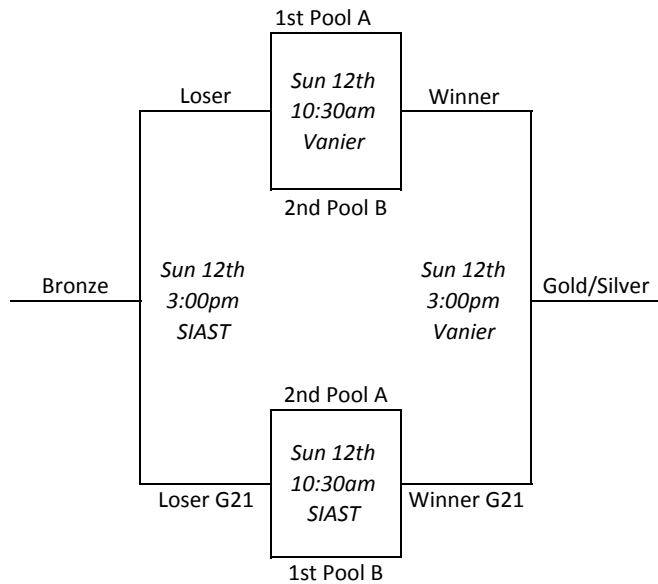 1st Pool A
Sun 12th
10:30am
Vanier
Loser
Winner
2nd Pool B
Bronze
Sun 12th
3:00pm
SIAST
Sun 12th
3:00pm
Vanier
Gold/Silver
2nd Pool A
Sun 12th
10:30am
SIAST
Loser G21
Winner G21
1st Pool B